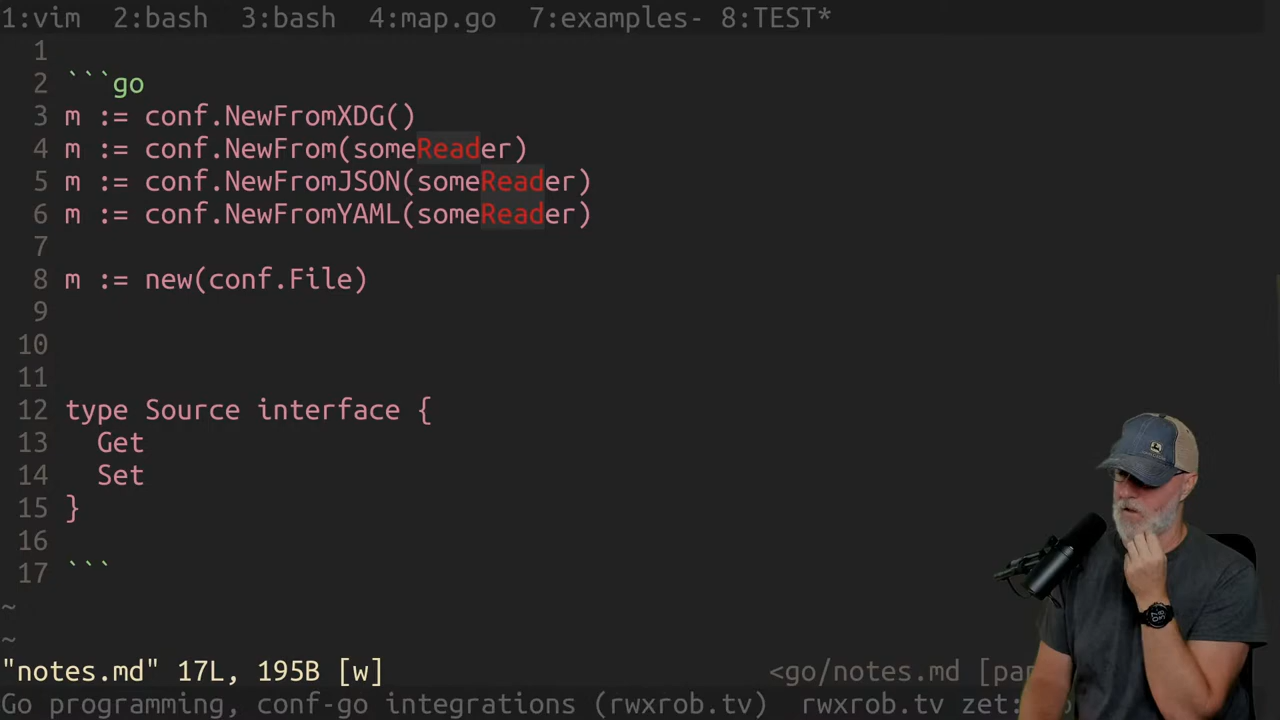 1:vim 2:bash 3:bash 4:map.go 7:examples- 8:TEST*
1
2 ```go
3 m := conf.NewFromXDG()
4 m := conf.NewFrom(someReader)
5 m := conf.NewFromJSON(someReader)
6 m := conf.NewFromYAML(someReader)
7
8 m := new(conf.File)
9
10
11
12 type Source interface {
13   Get
14   Set
15 }
16
17 ```
~
~
"notes.md" 17L, 195B [w] <go/notes.md [pa
Go programming, conf-go integrations (rwxrob.tv) rwxrob.tv zet: